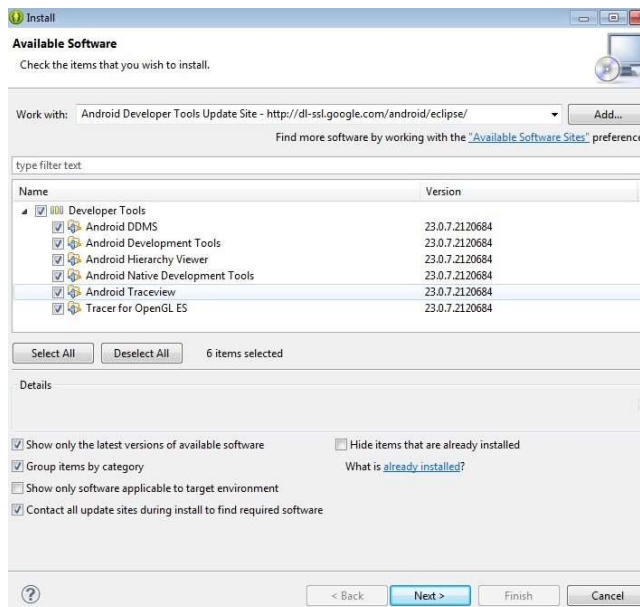 Install
Available Software
Check the items that you wish to install.
Work with: Android Developer Tools Update Site - http://dl-ssl.google.com/android/eclipse/ Add...
Find more software by working with the "Available Software Sites" preference
type filter text
Name Version
Developer Tools
Android DDMS 23.0.7.2120684
Android Development Tools 23.0.7.2120684
Android Hierarchy Viewer 23.0.7.2120684
Android Native Development Tools 23.0.7.2120684
Android Traceview 23.0.7.2120684
Tracer for OpenGL ES 23.0.7.2120684
Select All Deselect All 6 items selected
Details
Show only the latest versions of available software Hide items that are already installed
Group items by category What is already installed?
Show only software applicable to target environment
Contact all update sites during install to find required software
? < Back Next > Finish Cancel